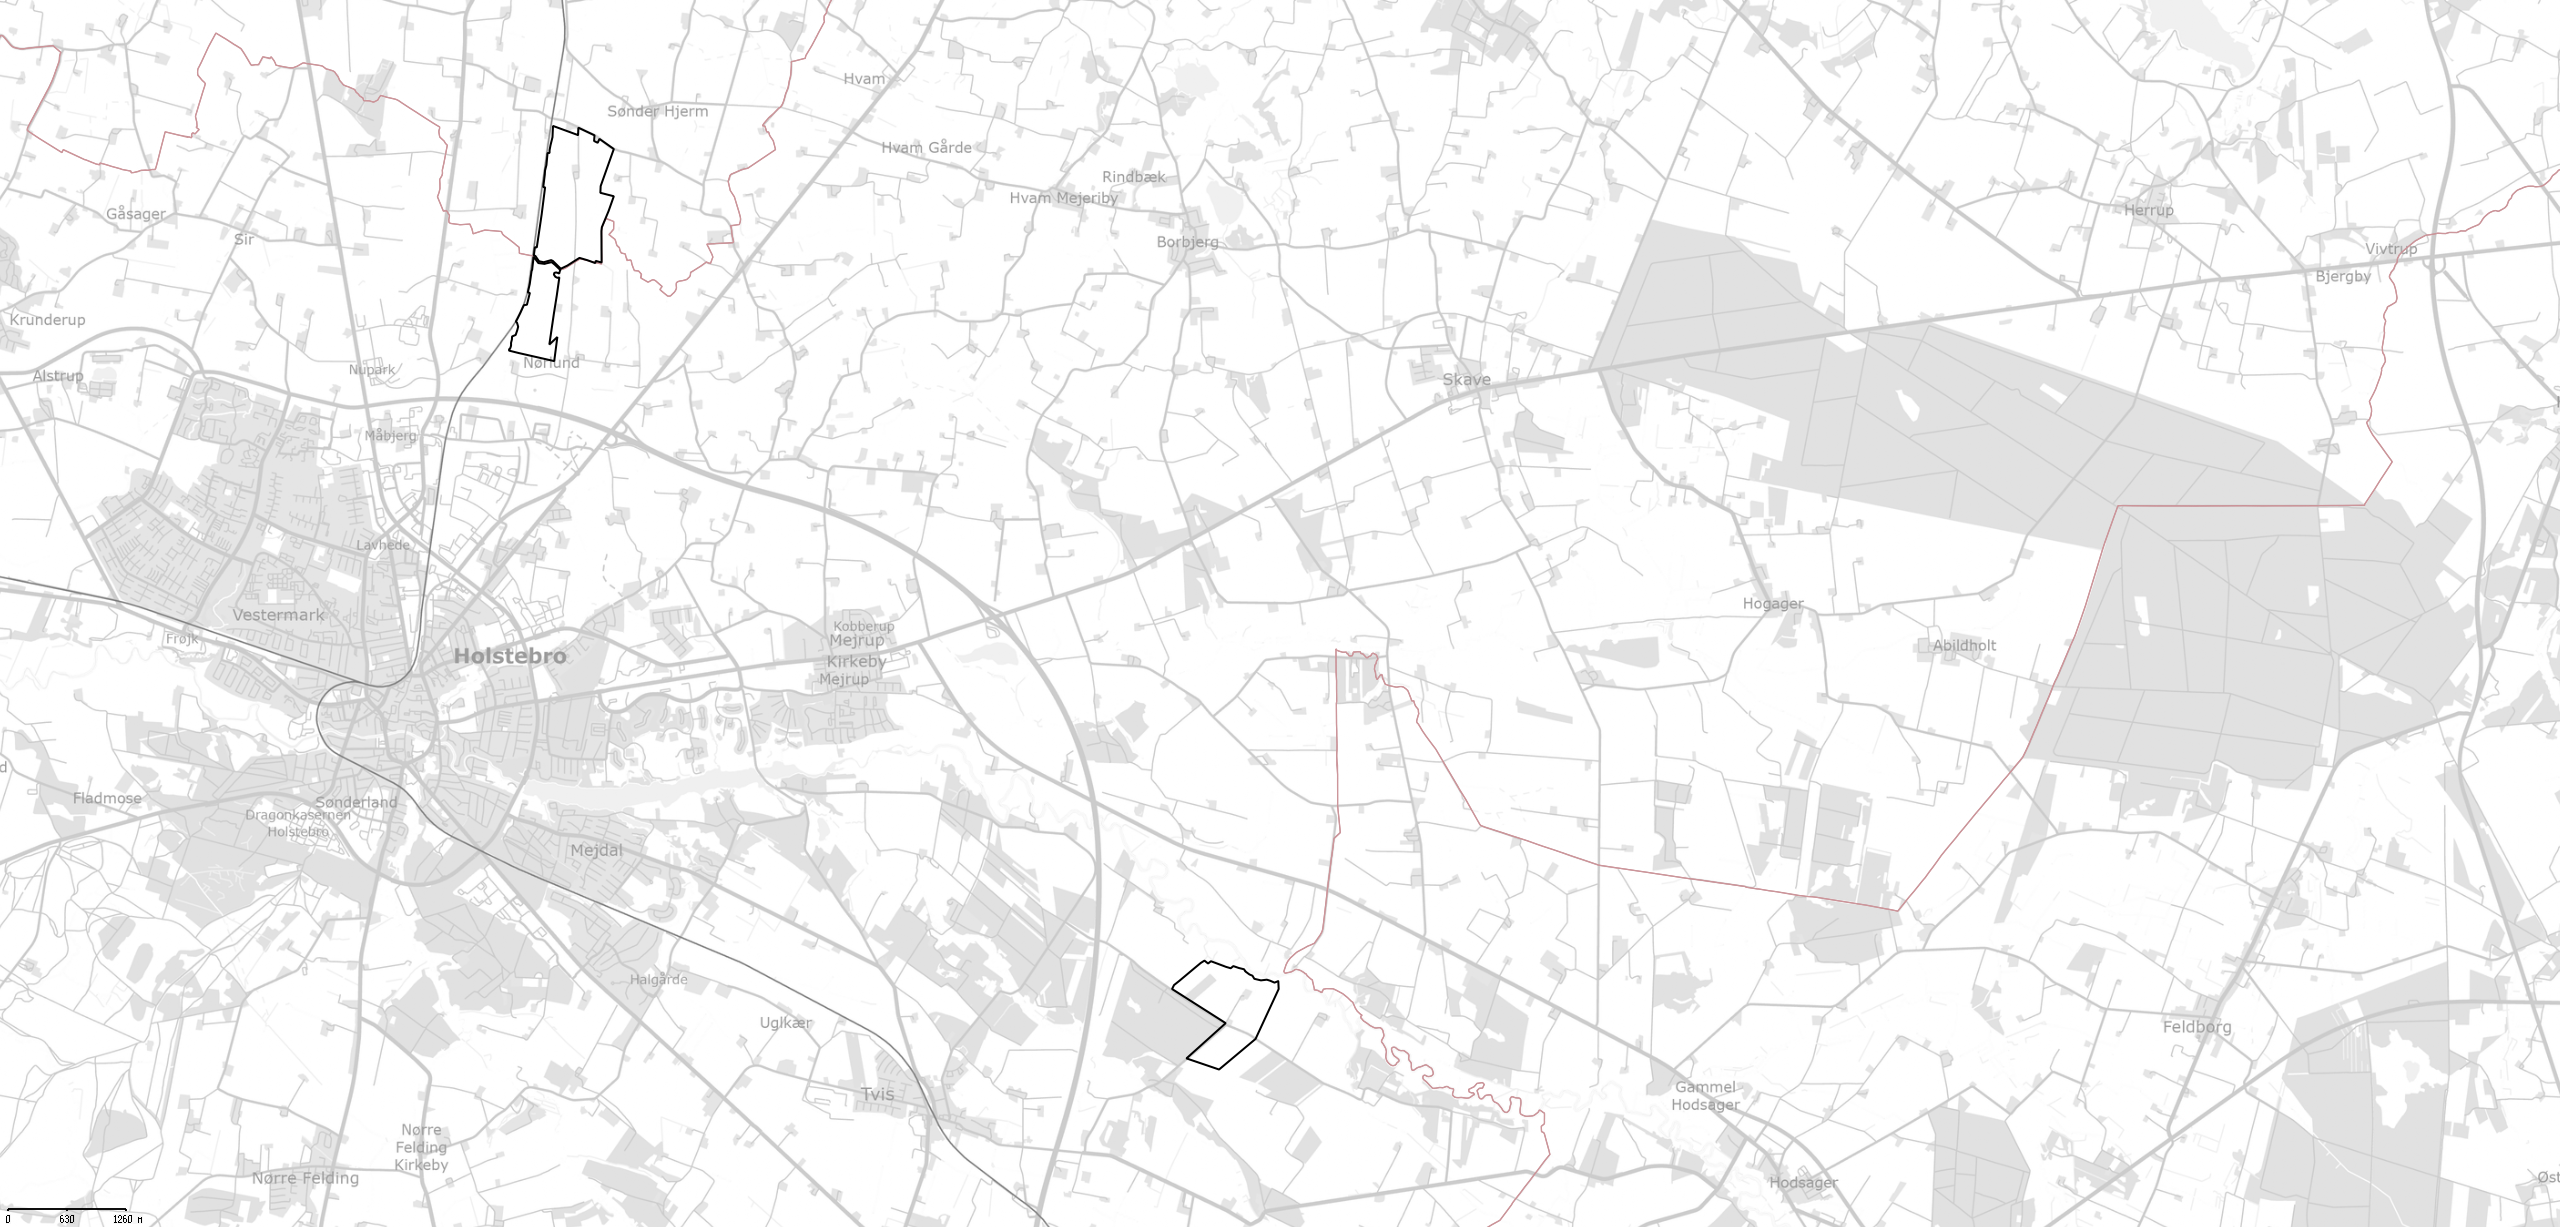 Hvam
Sønder Hjerm
Hvam Gårde
Rindbæk
Hvam Mejeriby
Gåsager
Sir
Borbjerg
Herrup
Vivtrup
Bjergby
Krunderup
Nørlund
Nupark
Alstrup
Skave
Måbjerg
Lavhede
Hogager
Vestermark
Frøjk
Kobberup
Mejrup
Holstebro
Kirkeby
Mejrup
Abildholt
d
Fladmose
Sønderland
Dragonkasernen
Holstebro
Mejdal
Halgårde
Uglkær
Feldborg
Tvis
Gammel
Hodsager
Nørre
Felding
Kirkeby
Nørre Felding
Hodsager
Øst
0 630 1260 M